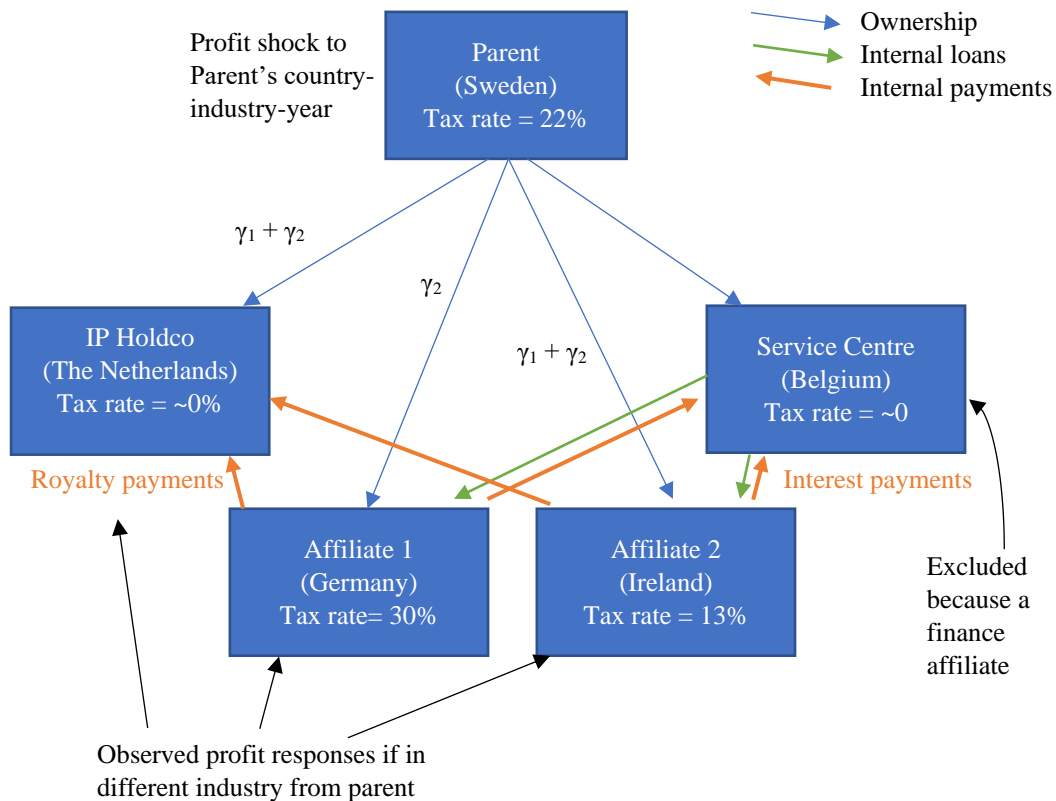 Profit shock to
Parent's country-
industry-year
Parent
(Sweden)
Tax rate = 22%
Ownership
Internal loans
Internal payments
γ₁ + γ₂
γ₂
γ₁ + γ₂
IP Holdco
(The Netherlands)
Tax rate = ~0%
Service Centre
(Belgium)
Tax rate = ~0
Royalty payments
Interest payments
Affiliate 1
(Germany)
Tax rate= 30%
Affiliate 2
(Ireland)
Tax rate = 13%
Excluded
because a
finance
affiliate
Observed profit responses if in
different industry from parent